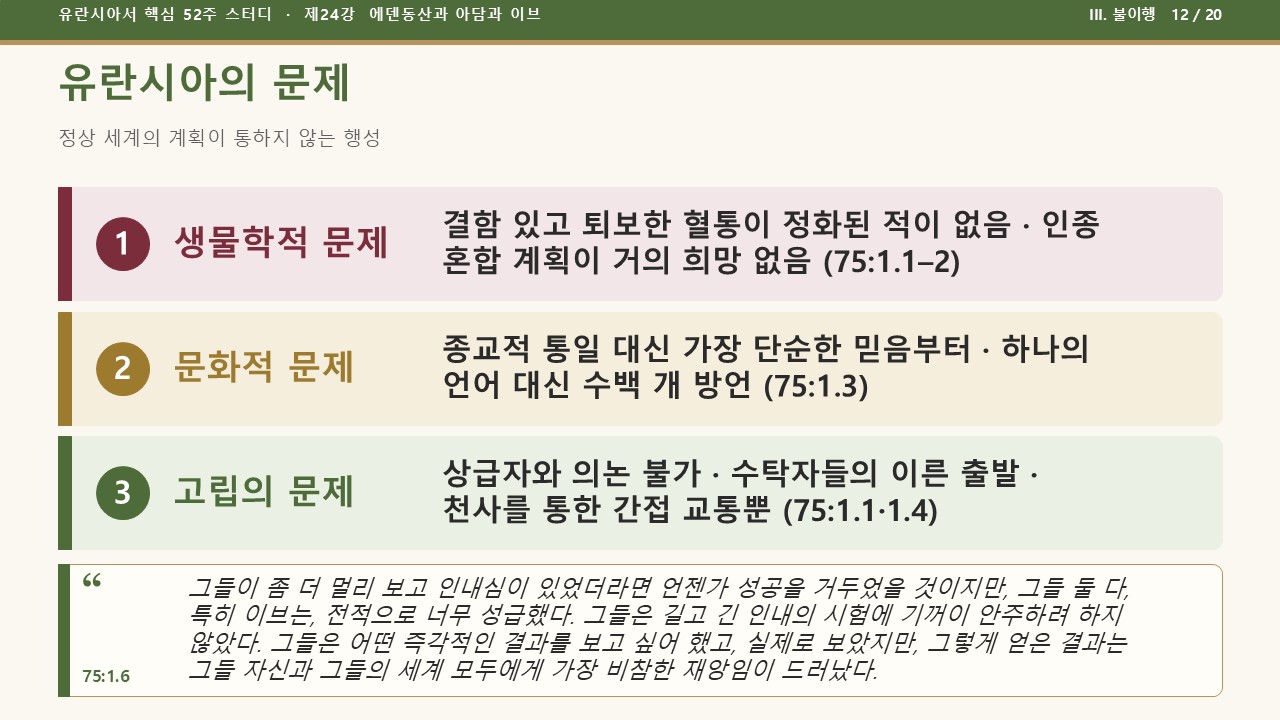 유란시아서 핵심 52주 스터디 · 제24강 에덴동산과 아담과 이브
III. 불이행 12 / 20
유란시아의 문제
정상 세계의 계획이 통하지 않는 행성
1 생물학적 문제
결함 있고 퇴보한 혈통이 정화된 적이 없음 · 인종
혼합 계획이 거의 희망 없음 (75:1.1–2)
2 문화적 문제
종교적 통일 대신 가장 단순한 믿음부터 · 하나의
언어 대신 수백 개 방언 (75:1.3)
3 고립의 문제
상급자와 의논 불가 · 수탁자들의 이른 출발 ·
천사를 통한 간접 교통뿐 (75:1.1·1.4)
“
그들이 좀 더 멀리 보고 인내심이 있었더라면 언젠가 성공을 거두었을 것이지만, 그들 둘 다,
특히 이브는, 전적으로 너무 성급했다. 그들은 길고 긴 인내의 시험에 기꺼이 안주하려 하지
않았다. 그들은 어떤 즉각적인 결과를 보고 싶어 했고, 실제로 보았지만, 그렇게 얻은 결과는
그들 자신과 그들의 세계 모두에게 가장 비참한 재앙임이 드러났다.
75:1.6